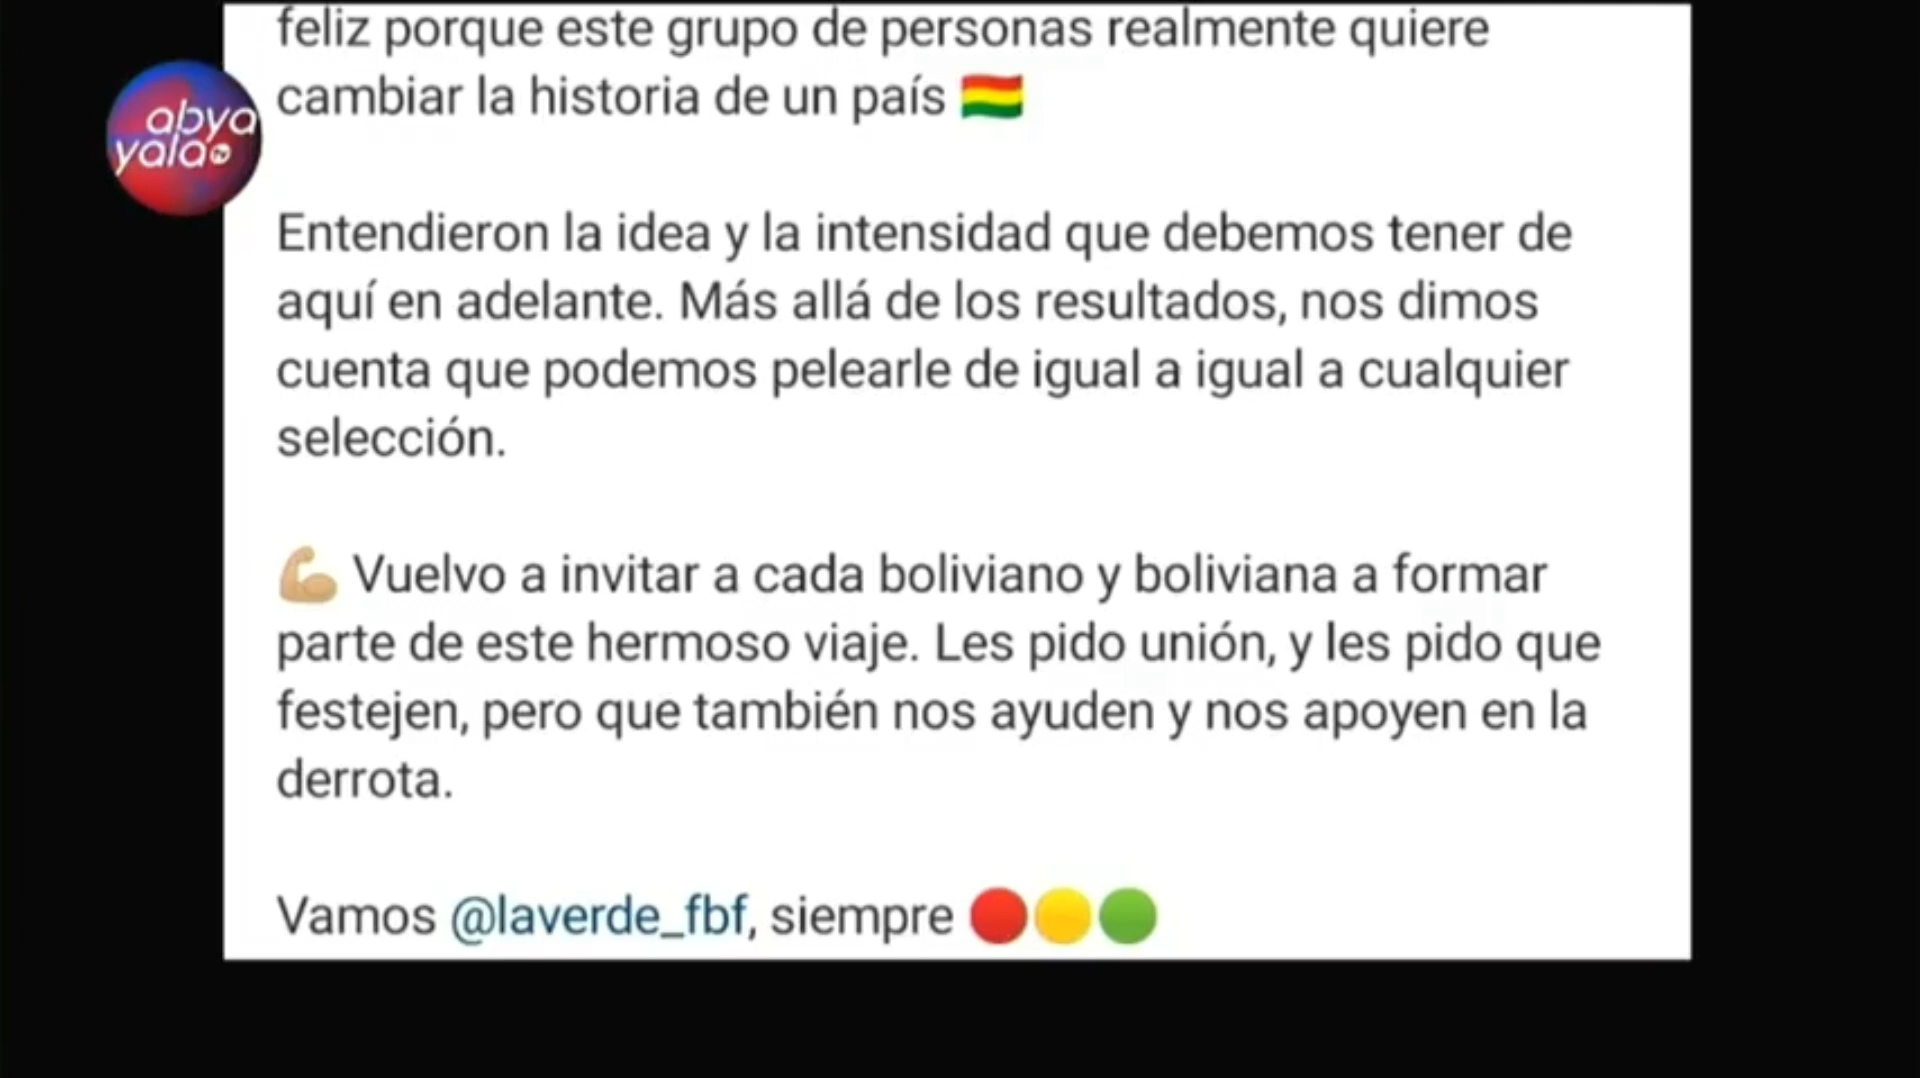 feliz porque este grupo de personas realmente quiere
cambiar la historia de un país 🇧🇴
abya
yala tv
Entendieron la idea y la intensidad que debemos tener de
aquí en adelante. Más allá de los resultados, nos dimos
cuenta que podemos pelearle de igual a igual a cualquier
selección.
💪🏼 Vuelvo a invitar a cada boliviano y boliviana a formar
parte de este hermoso viaje. Les pido unión, y les pido que
festejen, pero que también nos ayuden y nos apoyen en la
derrota.
Vamos @laverde_fbf, siempre 🔴🟡🟢